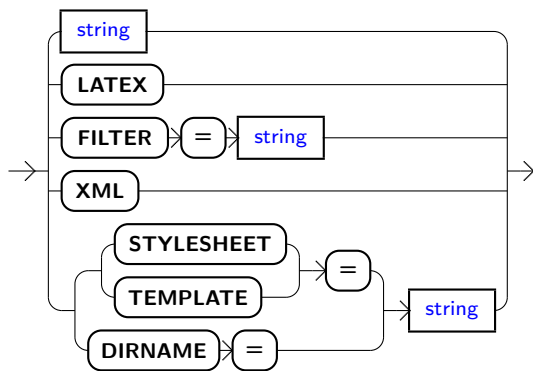 string
LATEX
FILTER = string
XML
STYLESHEET
=
TEMPLATE
string
DIRNAME =